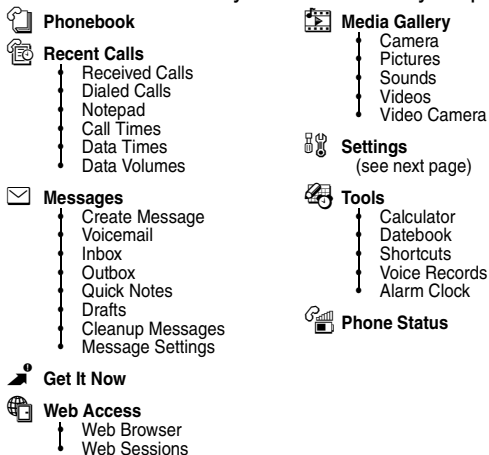 Phonebook
Recent Calls
Received Calls
Dialed Calls
Notepad
Call Times
Data Times
Data Volumes
Messages
Create Message
Voicemail
Inbox
Outbox
Quick Notes
Drafts
Cleanup Messages
Message Settings
Get It Now
Web Access
Web Browser
Web Sessions
Media Gallery
Camera
Pictures
Sounds
Videos
Video Camera
Settings
(see next page)
Tools
Calculator
Datebook
Shortcuts
Voice Records
Alarm Clock
Phone Status